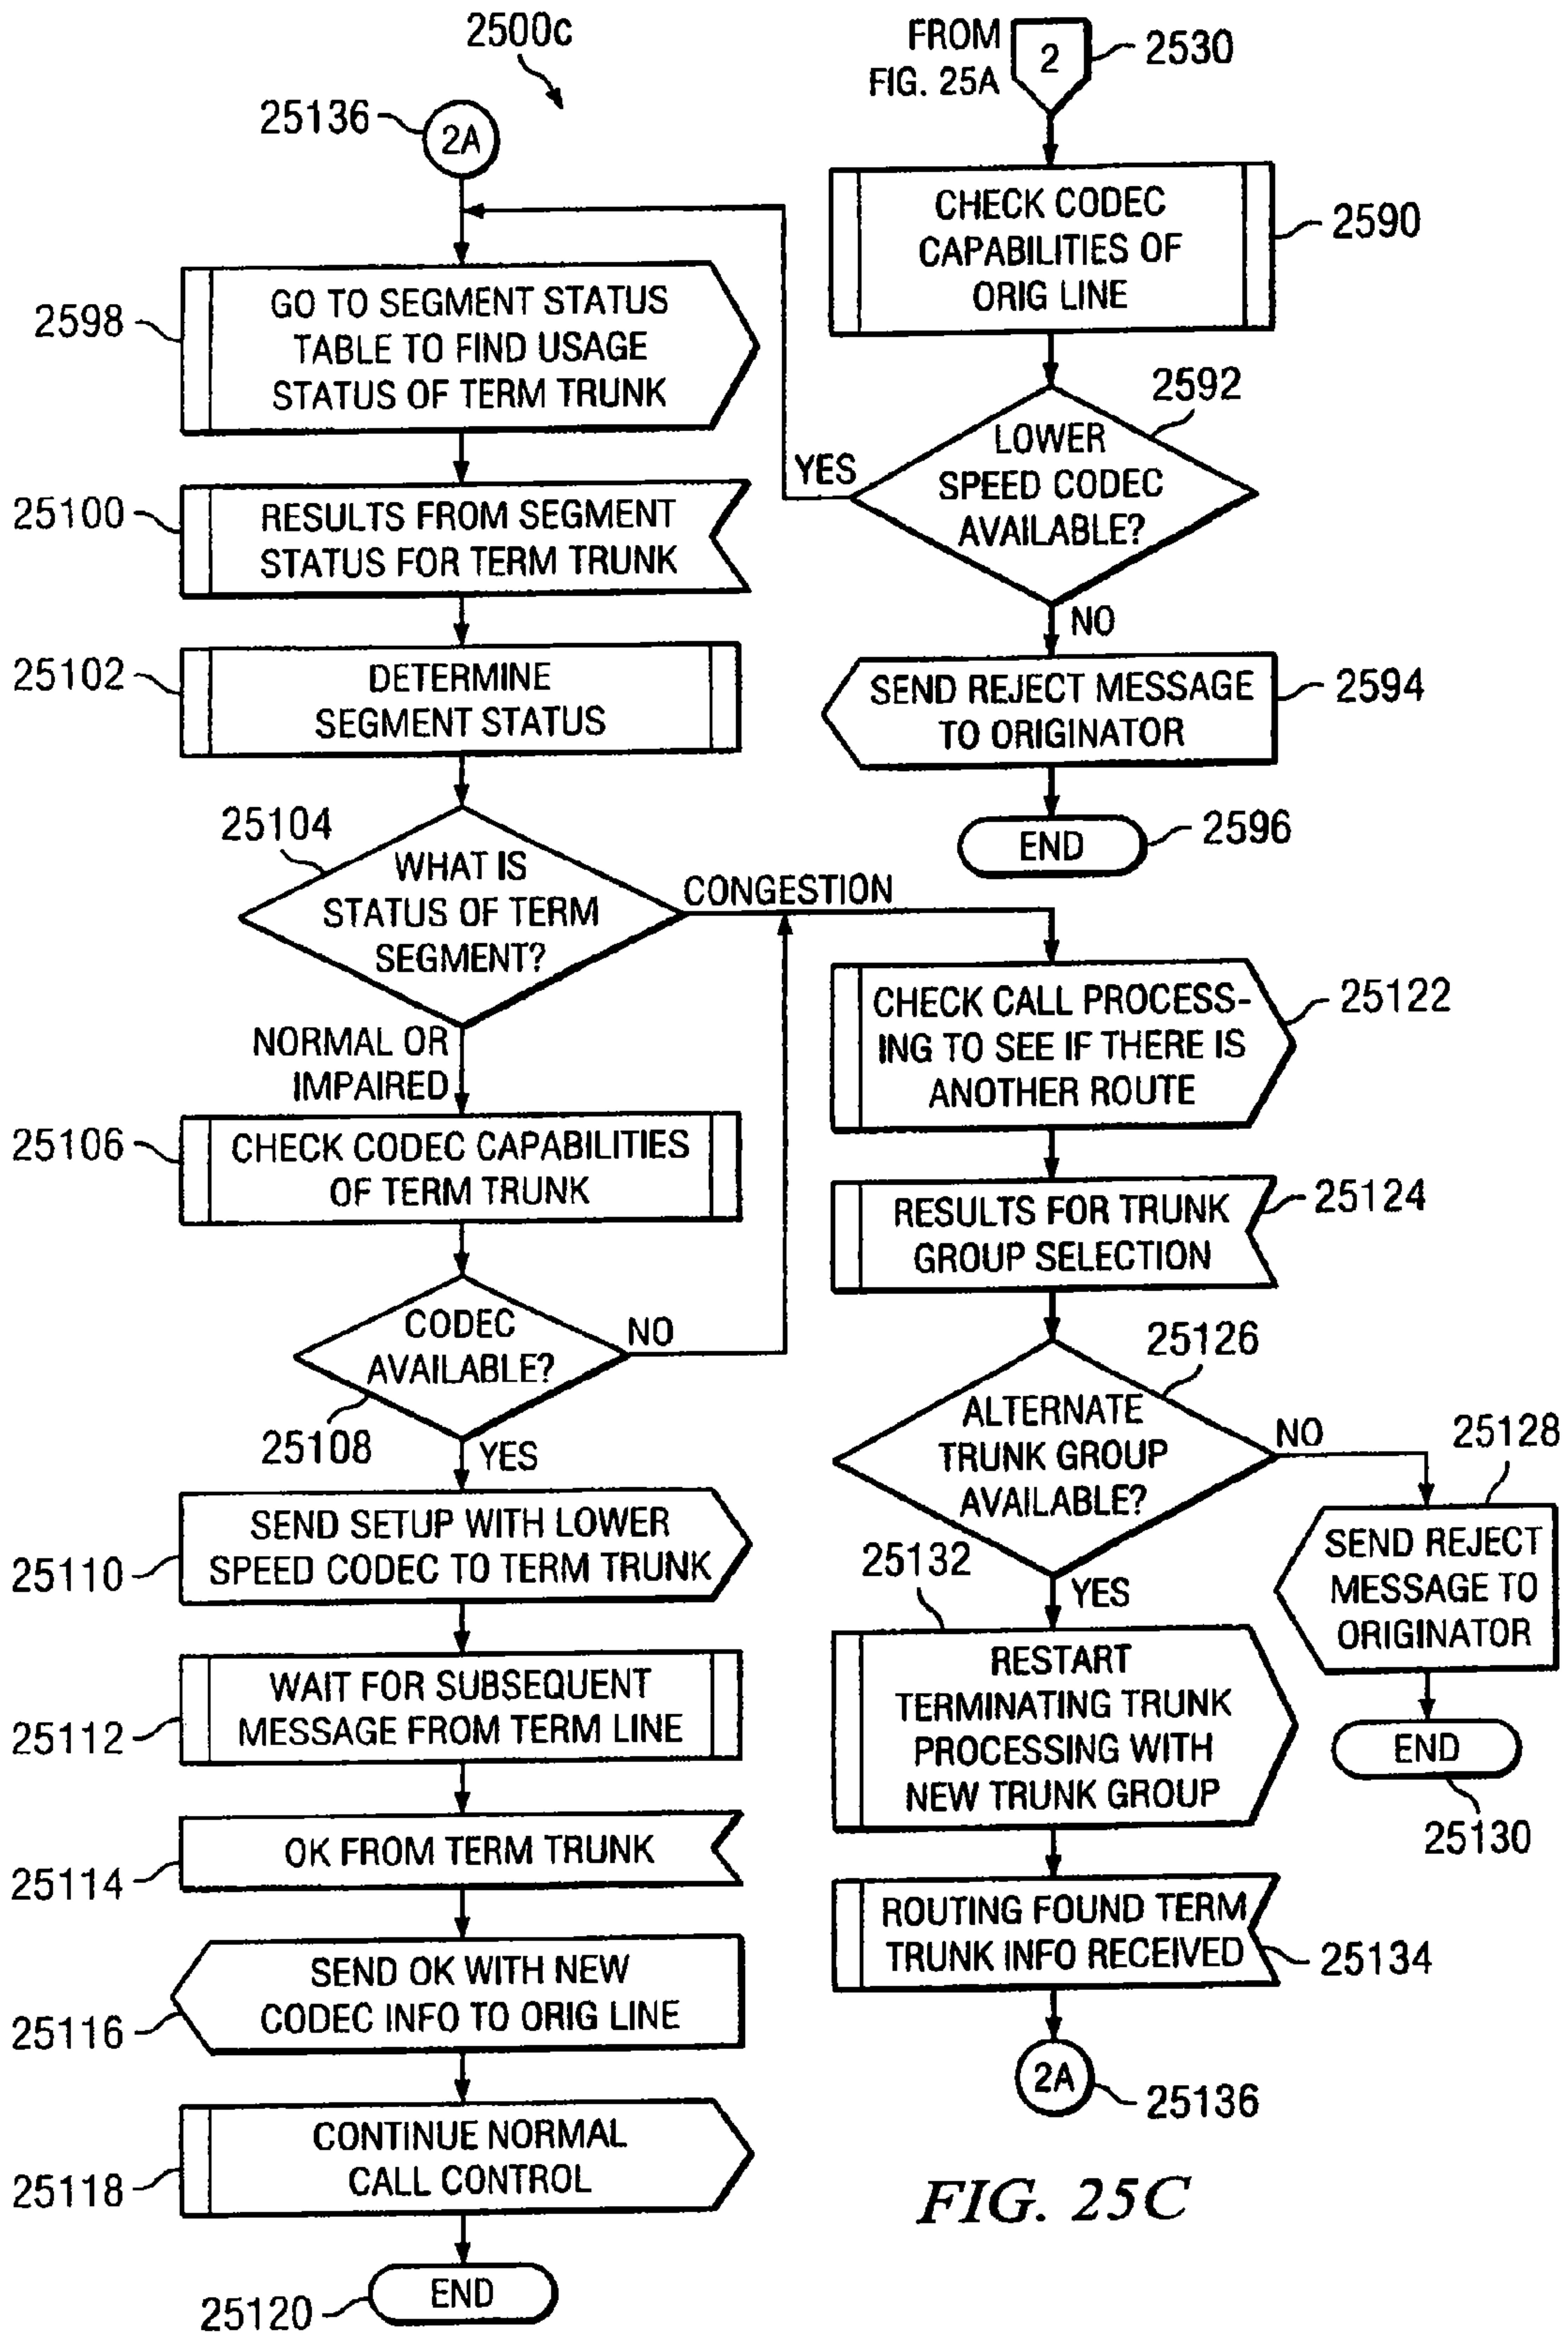 2500c
25136
2A
2598
GO TO SEGMENT STATUS
TABLE TO FIND USAGE
STATUS OF TERM TRUNK
25100
RESULTS FROM SEGMENT
STATUS FOR TERM TRUNK
25102
DETERMINE
SEGMENT STATUS
25104
WHAT IS
STATUS OF TERM
SEGMENT?
CONGESTION
NORMAL OR
IMPAIRED
25106
CHECK CODEC CAPABILITIES
OF TERM TRUNK
CODEC
AVAILABLE?
NO
25108
YES
SEND SETUP WITH LOWER
SPEED CODEC TO TERM TRUNK
25110
WAIT FOR SUBSEQUENT
MESSAGE FROM TERM LINE
25112
OK FROM TERM TRUNK
25114
SEND OK WITH NEW
CODEC INFO TO ORIG LINE
25116
CONTINUE NORMAL
CALL CONTROL
25118
END
25120
FROM
FIG. 25A
2
2530
CHECK CODEC
CAPABILITIES OF
ORIG LINE
2590
2592
LOWER
SPEED CODEC
AVAILABLE?
YES
NO
SEND REJECT MESSAGE
TO ORIGINATOR
2594
END
2596
CHECK CALL PROCESS-
ING TO SEE IF THERE IS
ANOTHER ROUTE
25122
RESULTS FOR TRUNK
GROUP SELECTION
25124
25126
ALTERNATE
TRUNK GROUP
AVAILABLE?
NO
25128
SEND REJECT
MESSAGE TO
ORIGINATOR
END
25130
YES
25132
RESTART
TERMINATING TRUNK
PROCESSING WITH
NEW TRUNK GROUP
ROUTING FOUND TERM
TRUNK INFO RECEIVED
25134
2A
25136
FIG. 25C